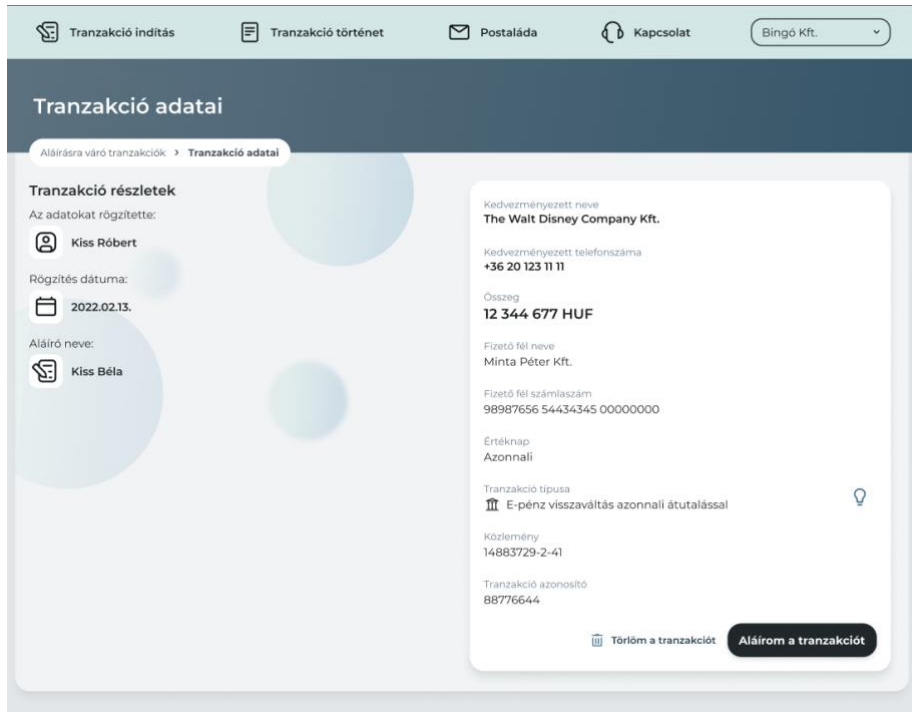 Tranzakció indítás
Tranzakció történet
Postaláda
Kapcsolat
Bingó Kft.
Tranzakció adatai
Aláírásra váró tranzakciók > Tranzakció adatai
Tranzakció részletek
Az adatokat rögzítette:
Kiss Róbert
Rögzítés dátuma:
2022.02.13.
Aláíró neve:
Kiss Béla
Kedvezményezett neve
The Walt Disney Company Kft.
Kedvezményezett telefonszáma
+36 20 123 11 11
Összeg
12 344 677 HUF
Fizető fél neve
Minta Péter Kft.
Fizető fél számlaszám
98987656 54434345 00000000
Értéknap
Azonnali
Tranzakció típusa
E-pénz visszaváltás azonnali átutalással
Közlemény
14883729-2-41
Tranzakció azonosító
88776644
Törlöm a tranzakciót
Aláírom a tranzakciót